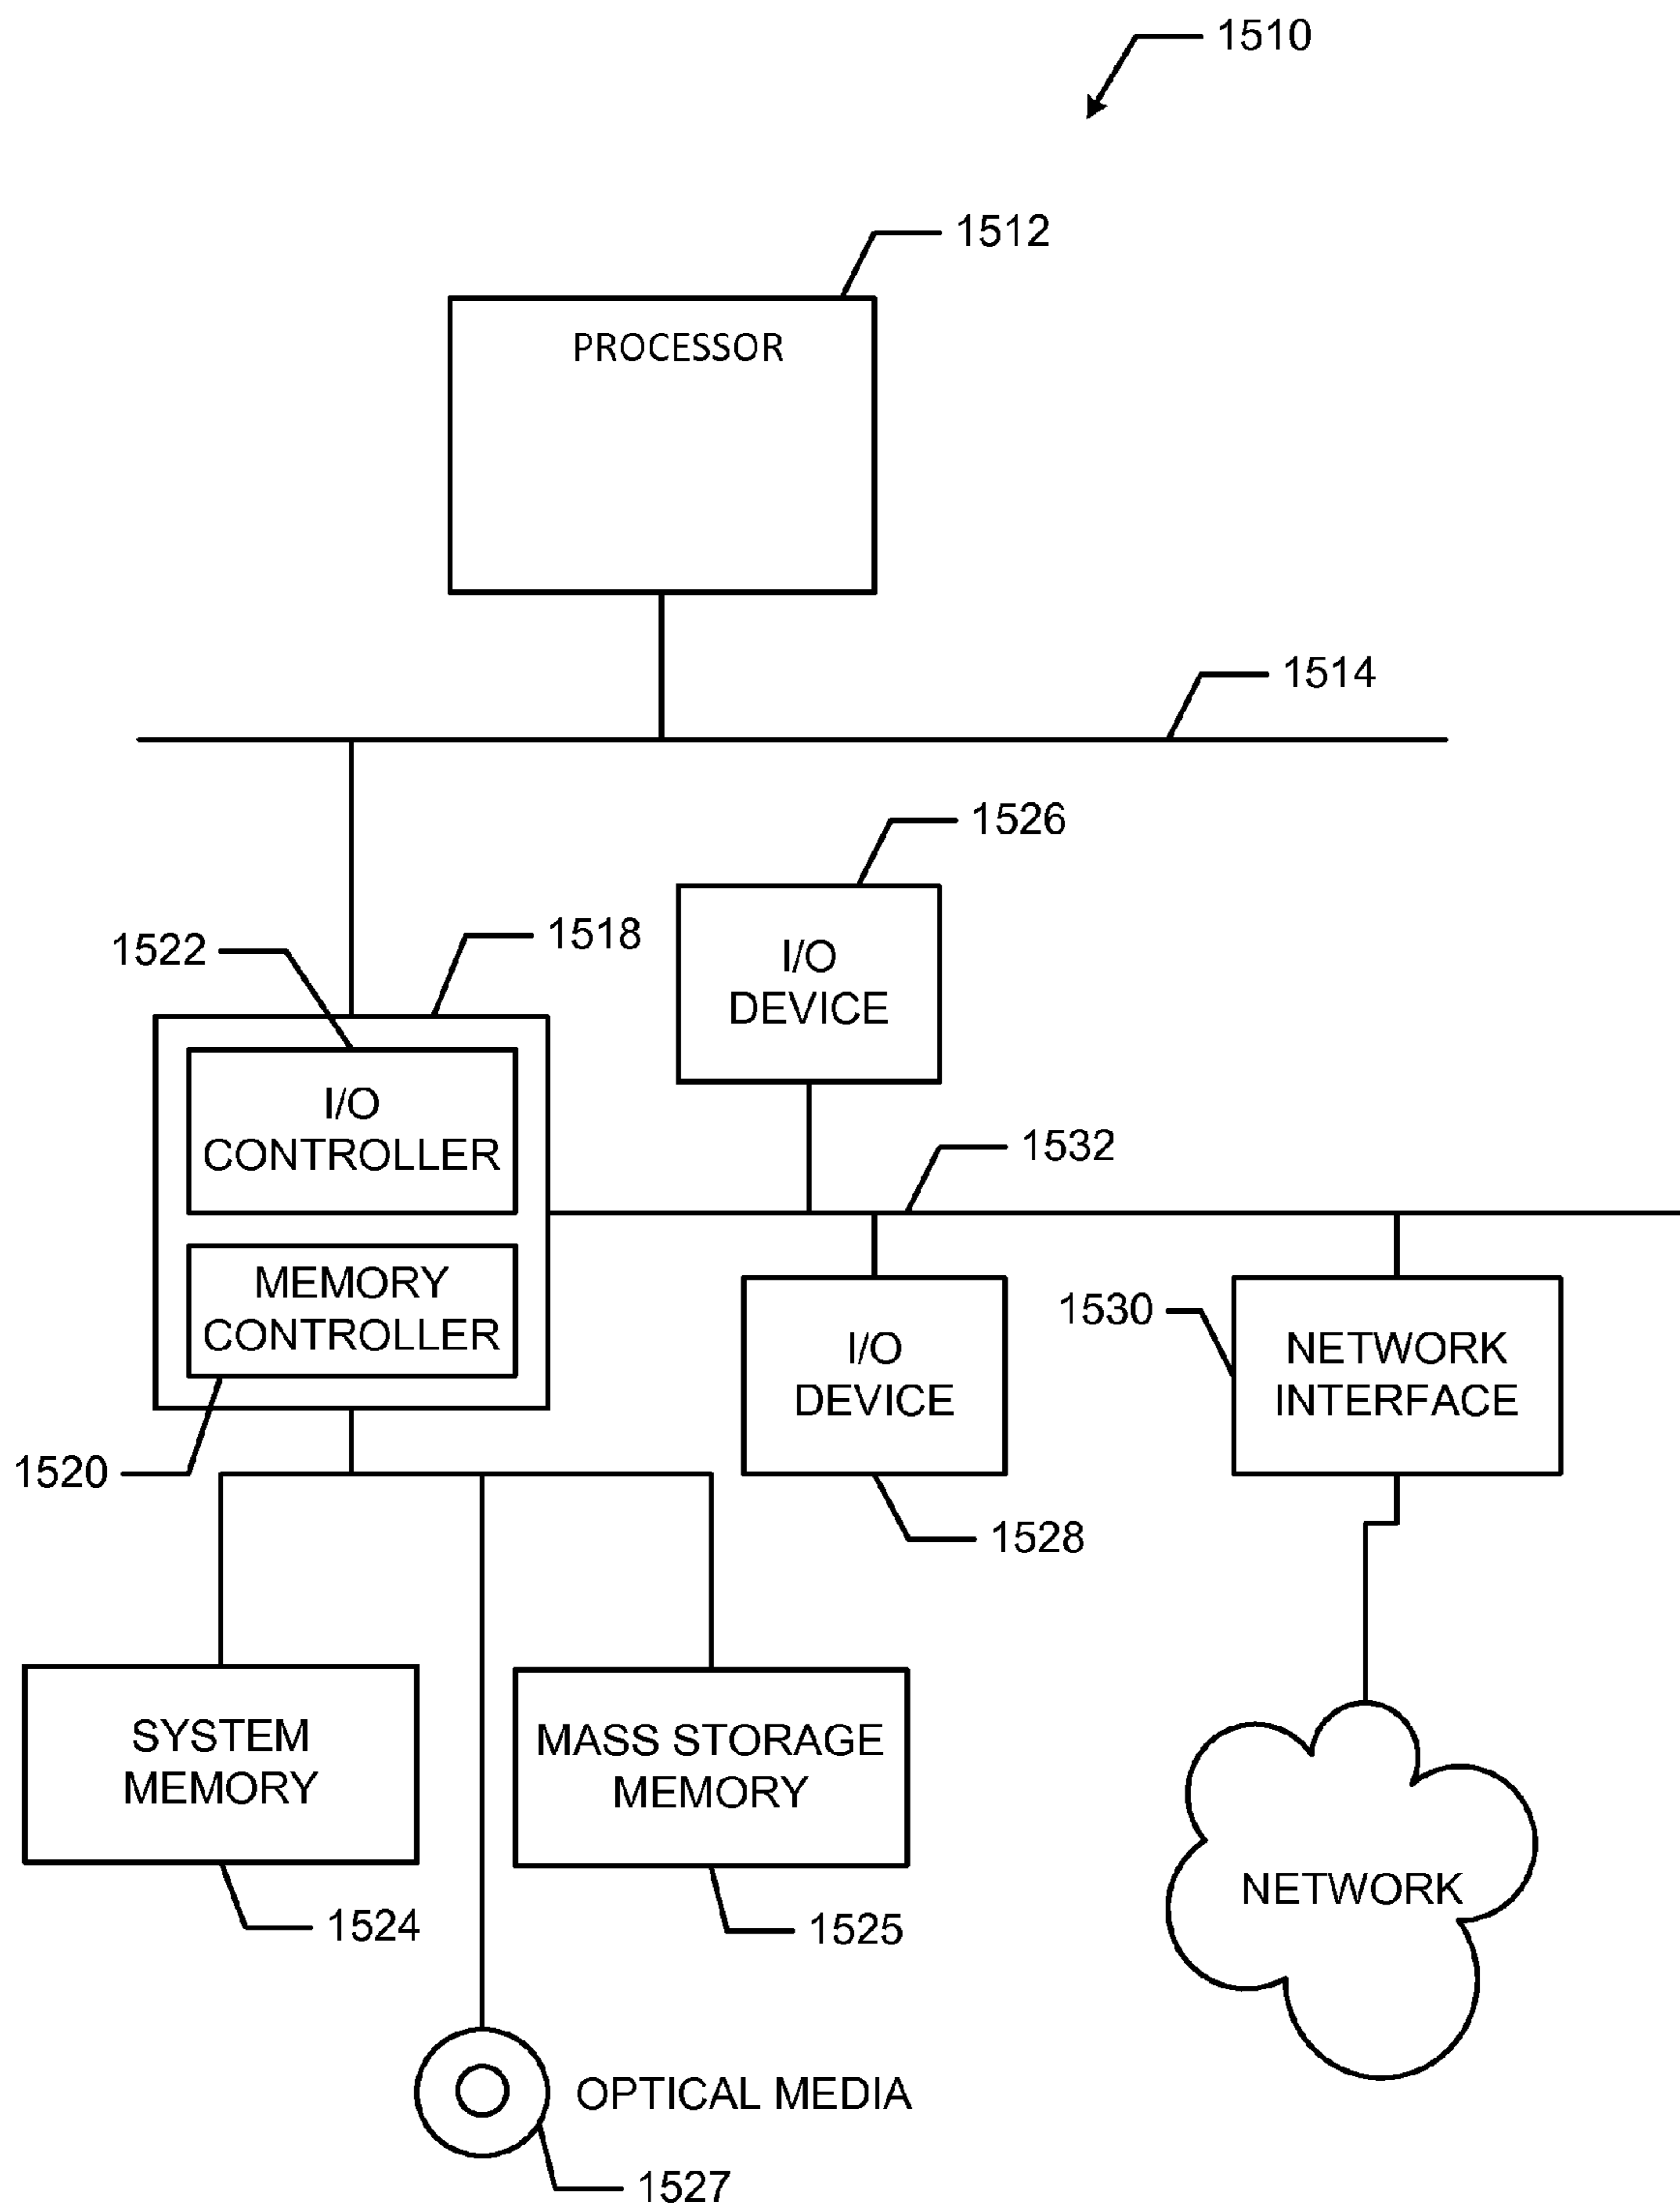 1510
1512
PROCESSOR
1514
1526
1522
1518
I/O
DEVICE
I/O
CONTROLLER
1532
MEMORY
CONTROLLER
1530
I/O
DEVICE
NETWORK
INTERFACE
1520
1528
SYSTEM
MEMORY
MASS STORAGE
MEMORY
NETWORK
1524
1525
OPTICAL MEDIA
1527